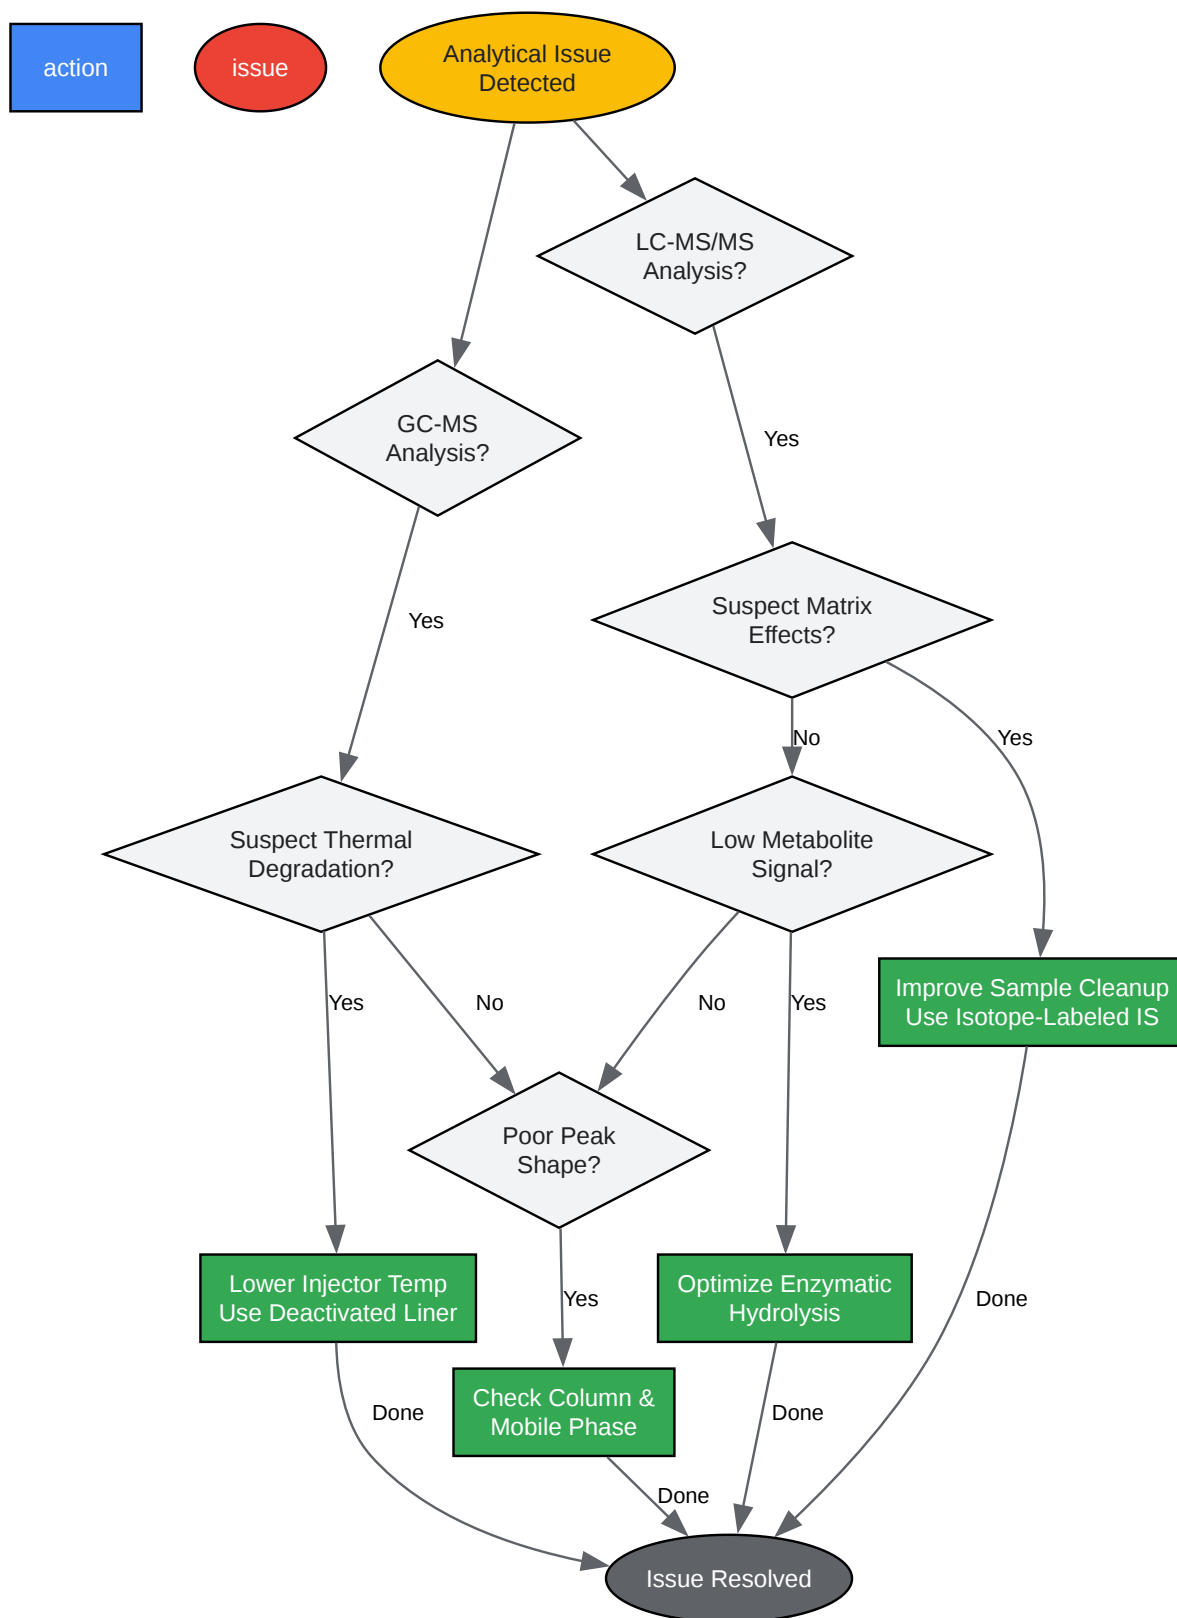 action
issue
Analytical Issue
Detected
LC-MS/MS
Analysis?
GC-MS
Analysis?
Yes
Yes
Suspect Matrix
Effects?
No
Yes
Suspect Thermal
Degradation?
Low Metabolite
Signal?
Yes
No
No
Yes
Improve Sample Cleanup
Use Isotope-Labeled IS
Poor Peak
Shape?
Lower Injector Temp
Use Deactivated Liner
Yes
Optimize Enzymatic
Hydrolysis
Done
Check Column &
Mobile Phase
Done
Done
Done
Issue Resolved